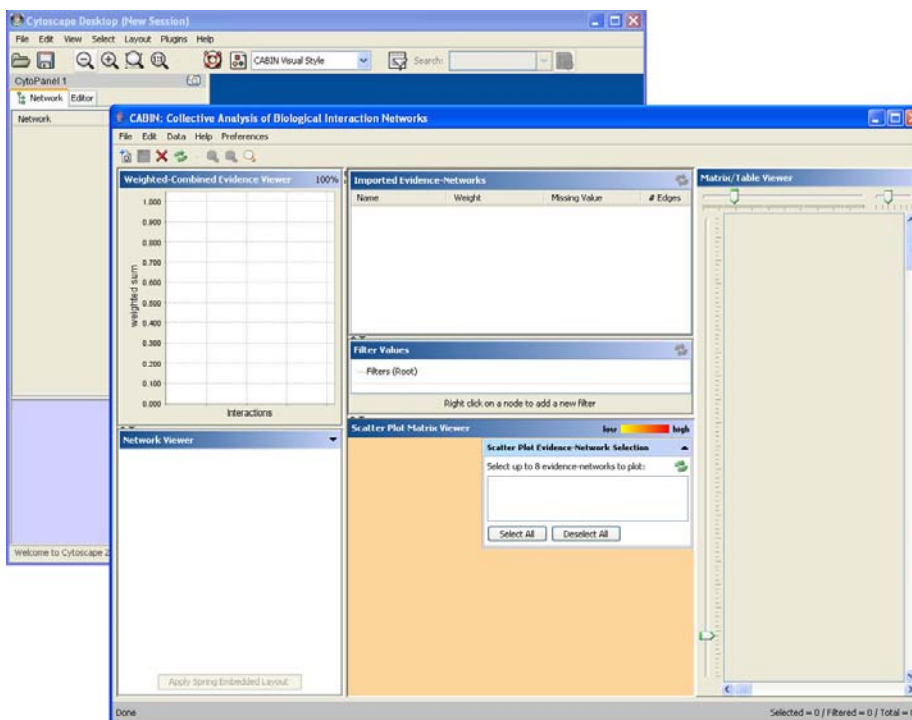 Cytoscape Desktop (New Session)
File Edit View Select Layout Plugins Help
CABIN Visual Style Search:
CytoPanel 1
Network Editor
Network
Welcome to Cytoscape 2
CABIN: Collective Analysis of Biological Interaction Networks
File Edit Data Help Preferences
Weighted-Combined Evidence Viewer 100%
1.000
0.900
0.800
0.700
0.600
0.500
0.400
0.300
0.200
0.100
0.000
weighted sum
Interactions
Imported Evidence-Networks
Name Weight Missing Value # Edges
Filter Values
Filters (Root)
Right click on a node to add a new filter
Matrix/Table Viewer
Network Viewer
Apply Spring Embedded Layout
Scatter Plot Matrix Viewer low high
Scatter Plot Evidence-Network Selection
Select up to 8 evidence-networks to plot:
Select All Deselect All
Done Selected = 0 / Filtered = 0 / Total =